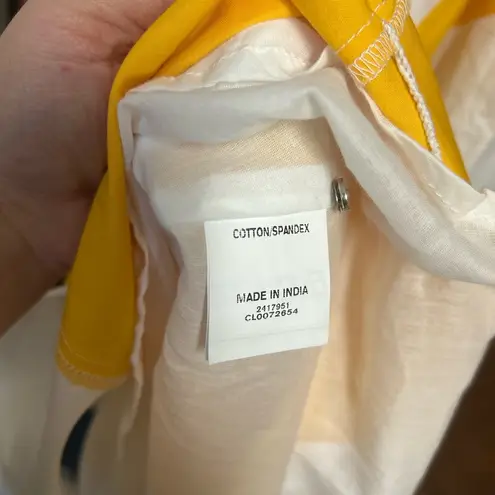 COTTON/SPANDEX
MADE IN INDIA
2417951
CL0072654